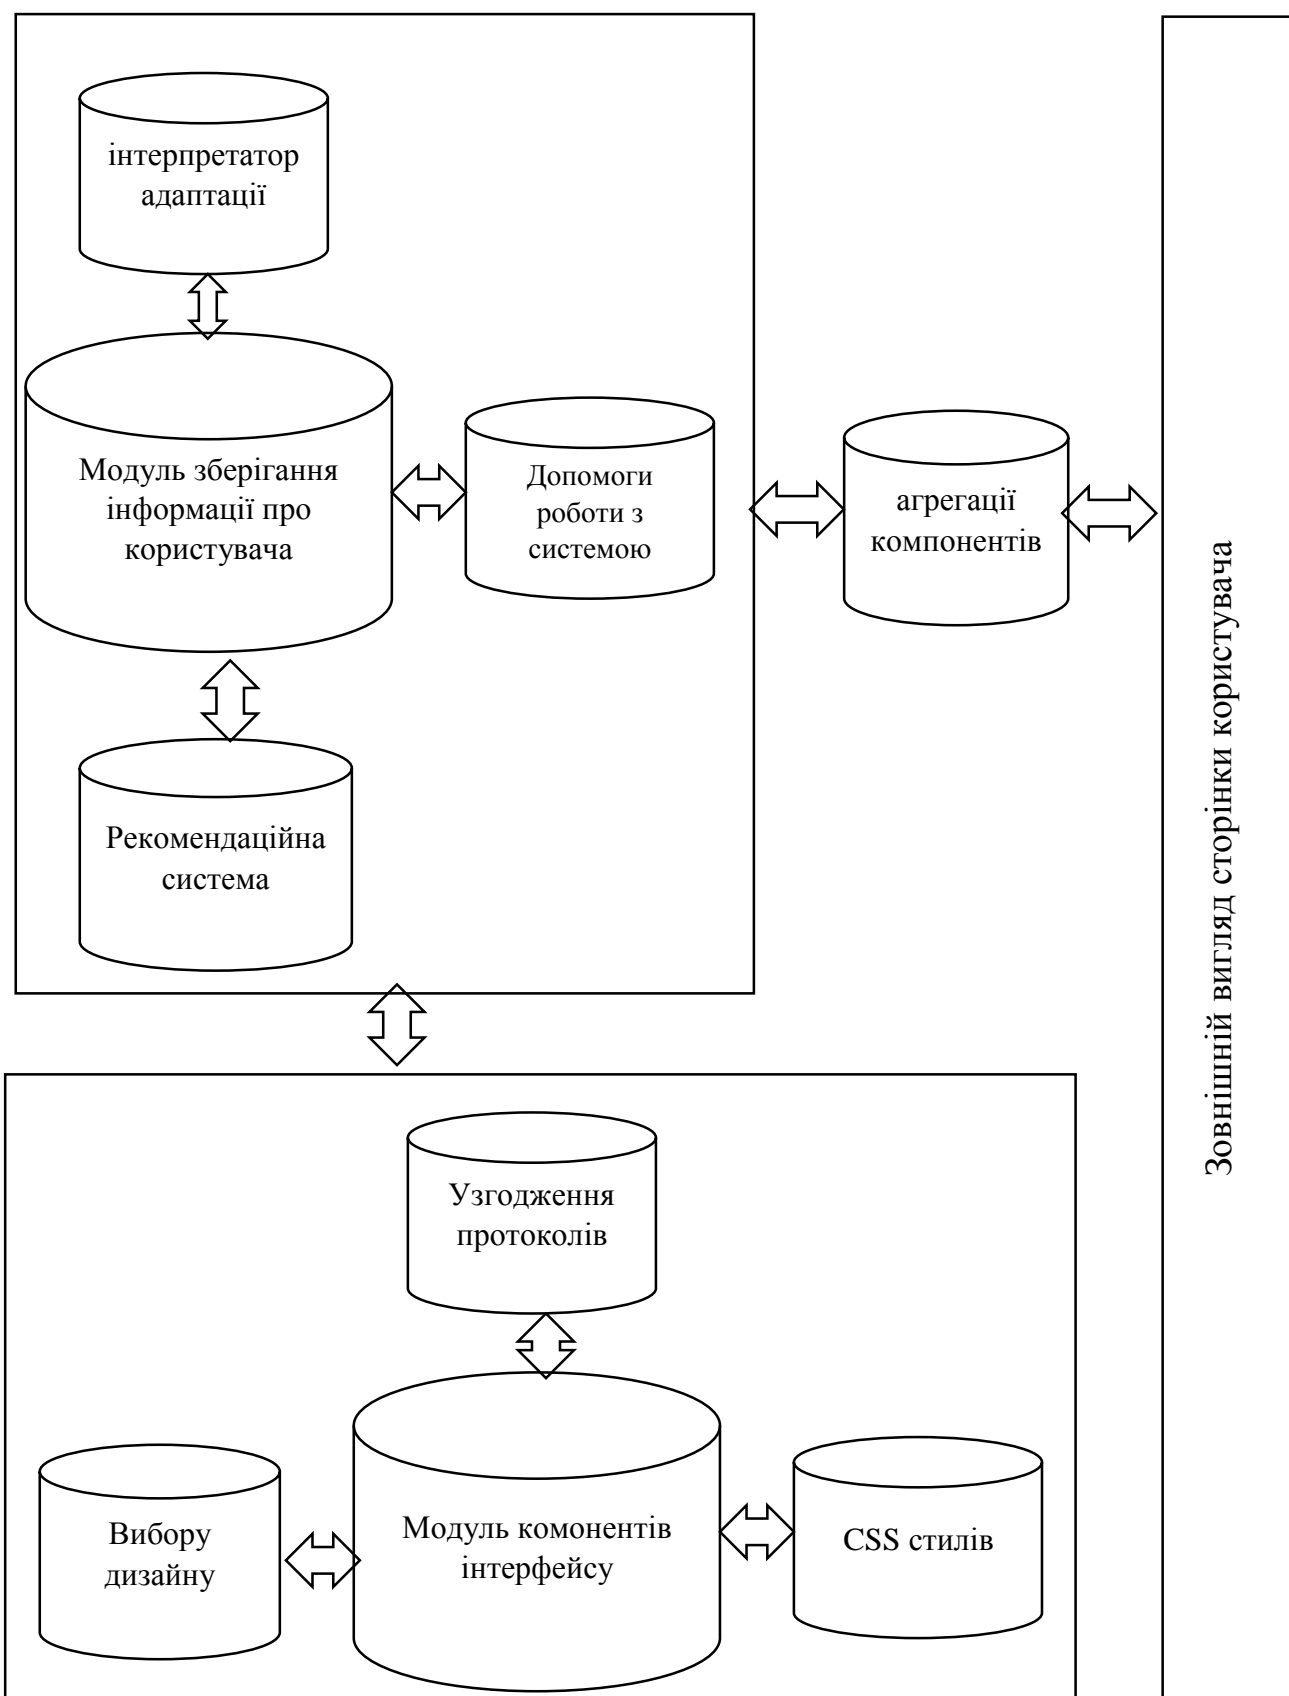 інтерпретатор
адаптації
Модуль зберігання
інформації про
користувача
Допомоги
роботи з
системою
агрегації
компонентів
Зовнішній вигляд сторінки користувача
Рекомендаційна
система
Узгодження
протоколів
Вибору
дизайну
Модуль комонентів
інтерфейсу
CSS стилів